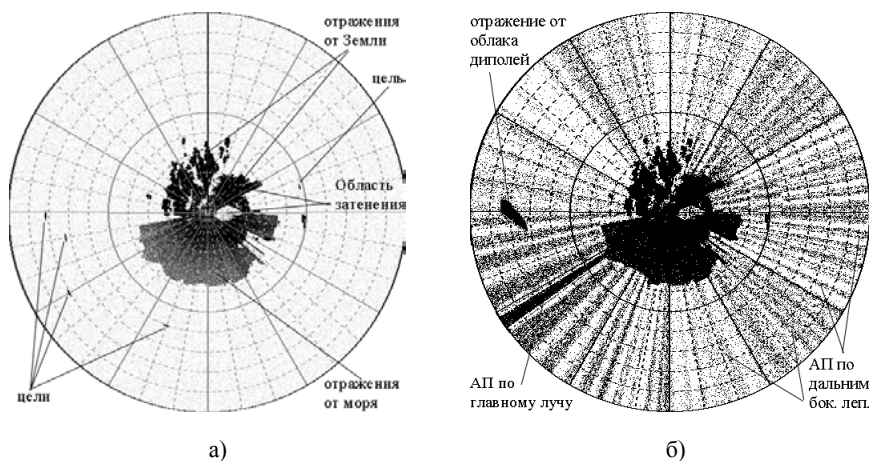 отражения
от Земли
цель
Область
затенения
отражения
от моря
цели
а)
отражение от
облака
диполей
АП по
главному лучу
АП по
дальним
бок. леп.
б)